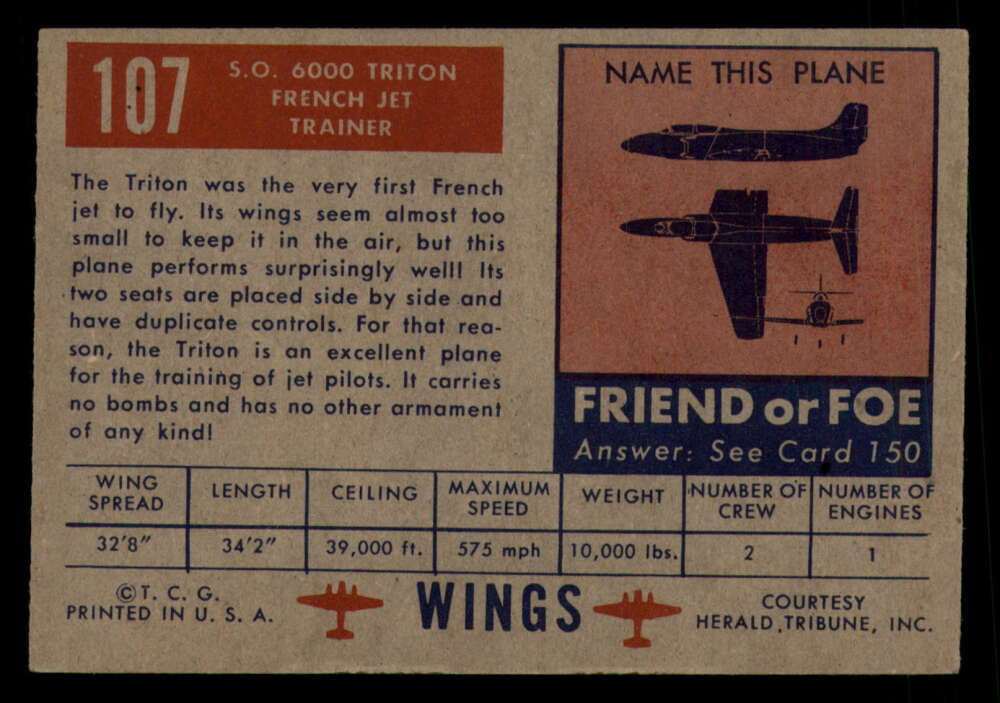 107
S.O. 6000 TRITON
FRENCH JET
TRAINER
The Triton was the very first French
jet to fly. Its wings seem almost too
small to keep it in the air, but this
plane performs surprisingly well! Its
two seats are placed side by side and
have duplicate controls. For that rea-
son, the Triton is an excellent plane
for the training of jet pilots. It carries
no bombs and has no other armament
of any kind!
NAME THIS PLANE
FRIEND or FOE
Answer: See Card 150
WING SPREAD | LENGTH | CEILING | MAXIMUM SPEED | WEIGHT | NUMBER OF CREW | NUMBER OF ENGINES
32'8" | 34'2" | 39,000 ft. | 575 mph | 10,000 lbs. | 2 | 1
© T. C. G.
PRINTED IN U. S. A.
WINGS
COURTESY
HERALD TRIBUNE, INC.